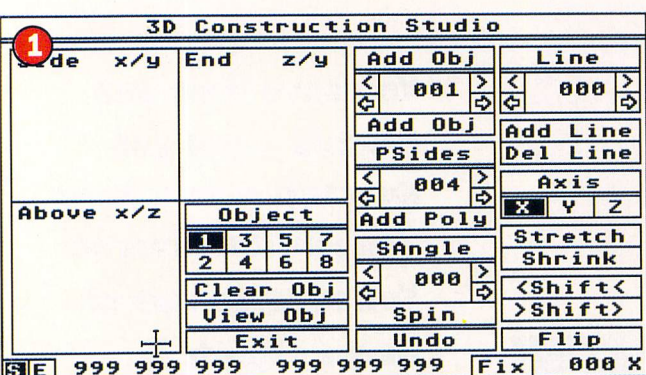 3D Construction Studio
1
Side x/y
End z/y
Add Obj
< 001 >
Add Obj
PSides
< 004 >
Add Poly
SAngle
< 000 >
Spin
Undo
Line
< 000 >
Add Line
Del Line
Axis
X Y Z
Stretch
Shrink
<Shift<
>Shift>
Flip
Above x/z
Object
1 3 5 7
2 4 6 8
Clear Obj
View Obj
Exit
S E 999 999 999 999 999 999 Fix 000 X